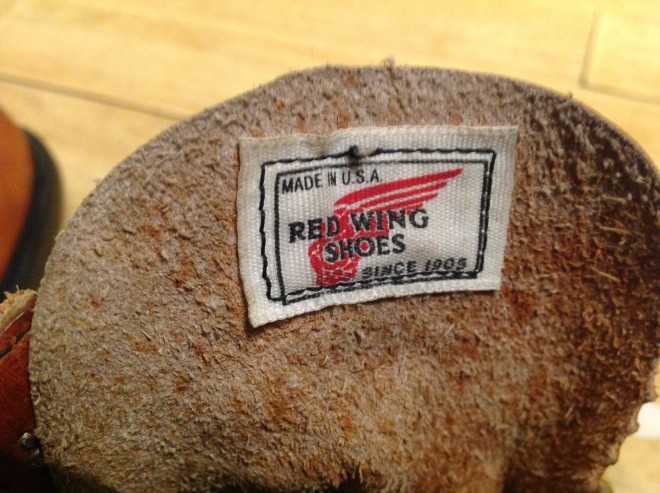 MADE IN U.S.A.
RED WING
SHOES
SINCE 1905